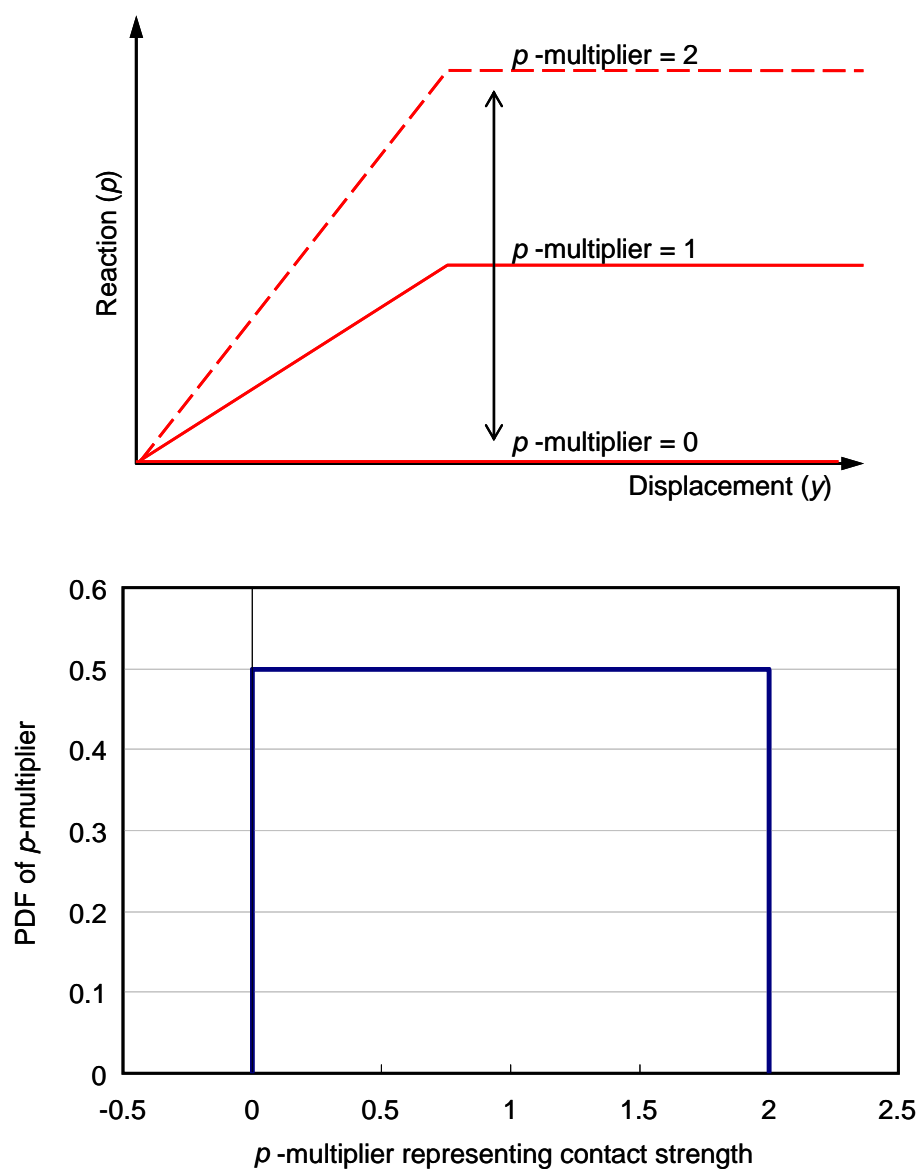 p -multiplier = 2
Reaction (p)
p -multiplier = 1
p -multiplier = 0
Displacement (y)
0.6
0.5
0.4
0.3
0.2
0.1
0
PDF of p-multiplier
-0.5 0 0.5 1 1.5 2 2.5
p -multiplier representing contact strength